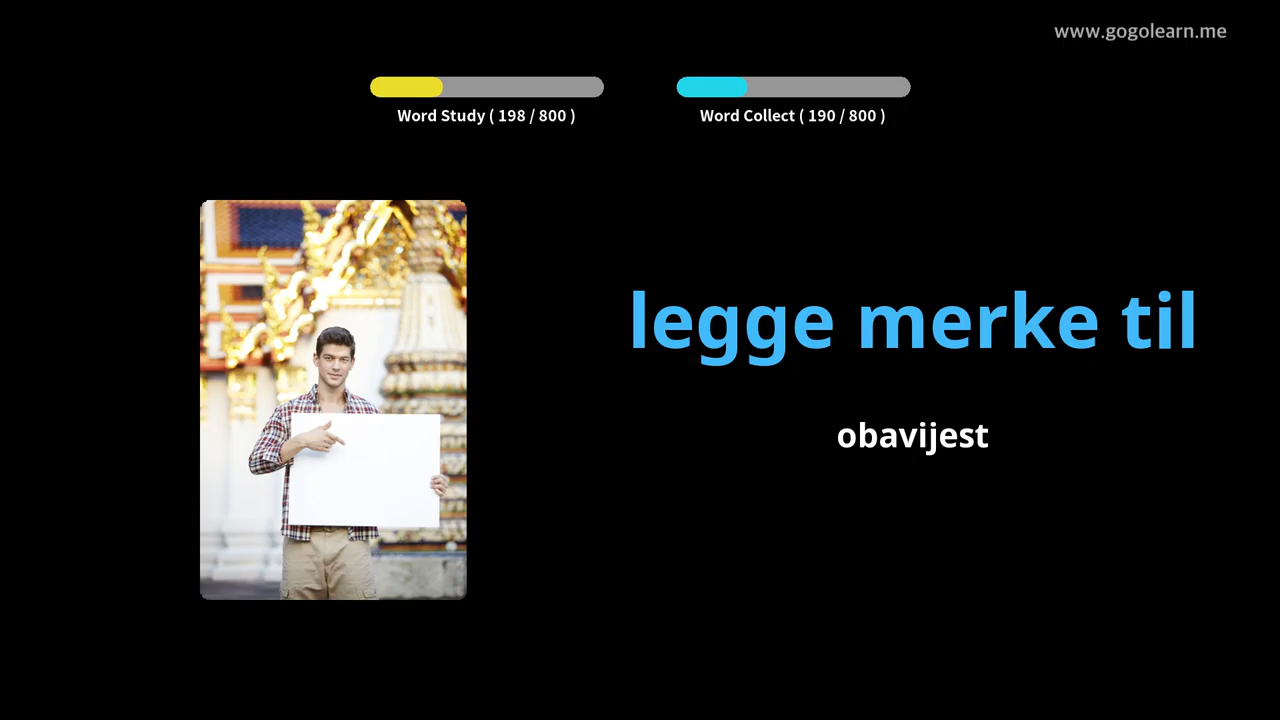 www.gogolearn.me
Word Study ( 198 / 800 )
Word Collect ( 190 / 800 )
legge merke til
obavijest